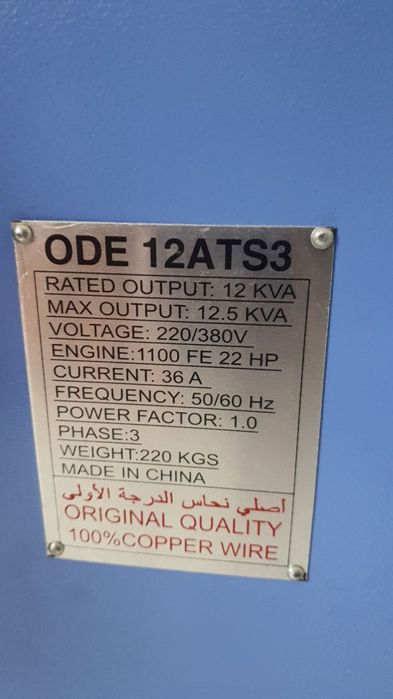 ODE 12ATS3
RATED OUTPUT: 12 KVA
MAX OUTPUT: 12.5 KVA
VOLTAGE: 220/380V
ENGINE:1100 FE 22 HP
CURRENT: 36 A
FREQUENCY: 50/60 Hz
POWER FACTOR: 1.0
PHASE:3
WEIGHT:220 KGS
MADE IN CHINA
أصلي نحاس الدرجة الأولى
ORIGINAL QUALITY
100%COPPER WIRE